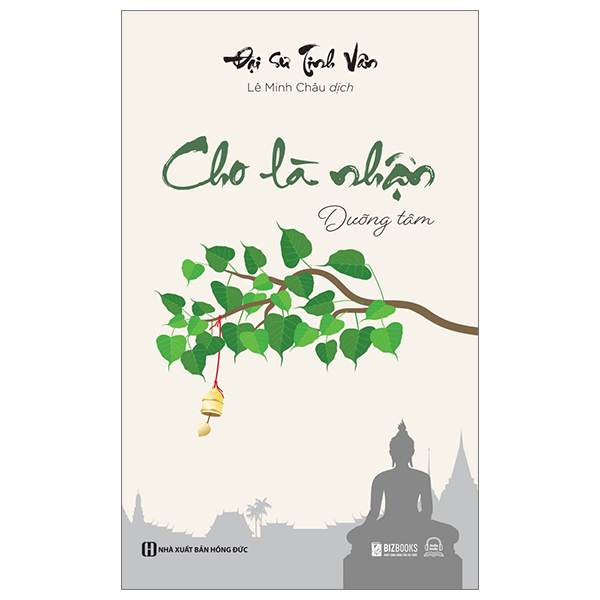 Đại Sư Tinh Vân
Lê Minh Châu dịch
Cho là nhận
Dưỡng tâm
NHÀ XUẤT BẢN HỒNG ĐỨC
BIZBOOKS